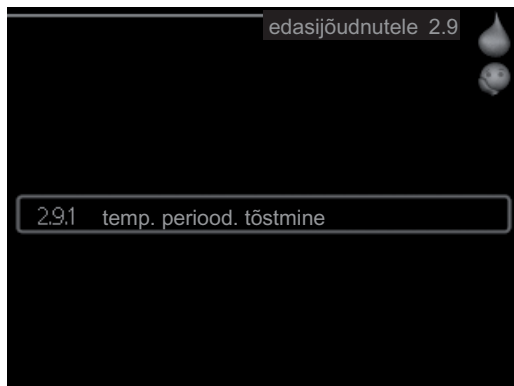 edasijõudnutele 2.9
2.9.1 temp. periood. tõstmine